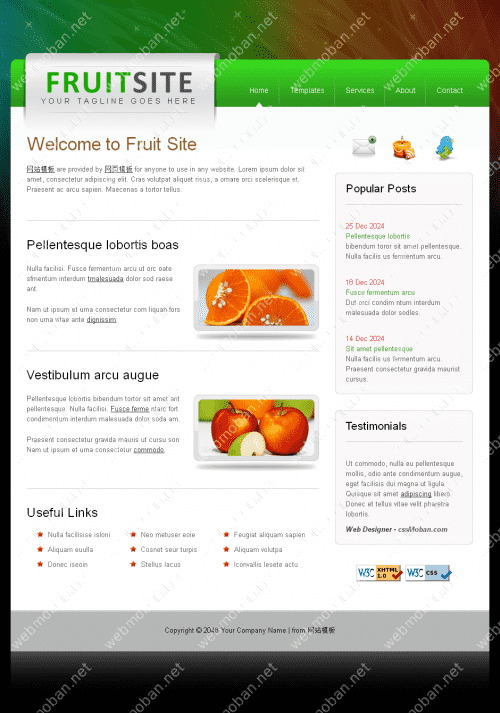 FRUITSITE
YOUR TAGLINE GOES HERE
Home Templates Services About Contact
Welcome to Fruit Site
网站模板 are provided by 网页模板 for anyone to use in any website. Lorem ipsum dolor sit
amet, consectetur adipiscing elit. Cras volutpat aliquet risus, a ornare orci scelerisque et.
Praesent ac arcu sapien. Maecenas a tortor tellus.
Pellentesque lobortis boas
Nulla facilisi. Fusce fermentum arcu ut orc oate
sfmentum interdum tmalesuada dolor sod raese
ant.
Nam ut ipsum et urna consectetur com liquan fors
non urna vitae ante dignissim.
Vestibulum arcu augue
Pellentesque lobortis bibendum tortor sit amet ant
pellentesque. Nulla facilisi. Fusce ferme ntarc fort
condimentum interdum malesuada dolor soda am.
Praesent consectetur gravida mauris ut cursu son
Nam ut ipsum et urna consectetur commodo.
Useful Links
Nulla facilisise isloni Neo metuser eoie Feugiat aliquam sapien
Aliquam euulla Cosnet seur turpis Aliquam volutpa
Donec iseoin Stellus lacus Iconvallis lesete actu
Popular Posts
25 Dec 2024
Pellentesque lobortis
bibendum toror sit amet pellentesque.
Nulla facilis us fermentum arcu.
18 Dec 2024
Fusce fermentum arcu
Dut orci condim ntum interdum
malesuada dolor sodles.
14 Dec 2024
Sit amet pellentesque
Nulla facilis us fermentum arcu.
Praesent consectetur gravida maurist
cursus.
Testimonials
Ut commodo, nulla eu pellentesque
mollis, odio ante condimentum augue,
eget facilisis dui magna ut ligula.
Quisque sit amet adipiscing libero.
Donec et tellus vitae velit pharetra
lobortis.
Web Designer - cssMoban.com
W3C XHTML 1.0 W3C css
Copyright © 2048 Your Company Name | from 网站模板
webmoban.net